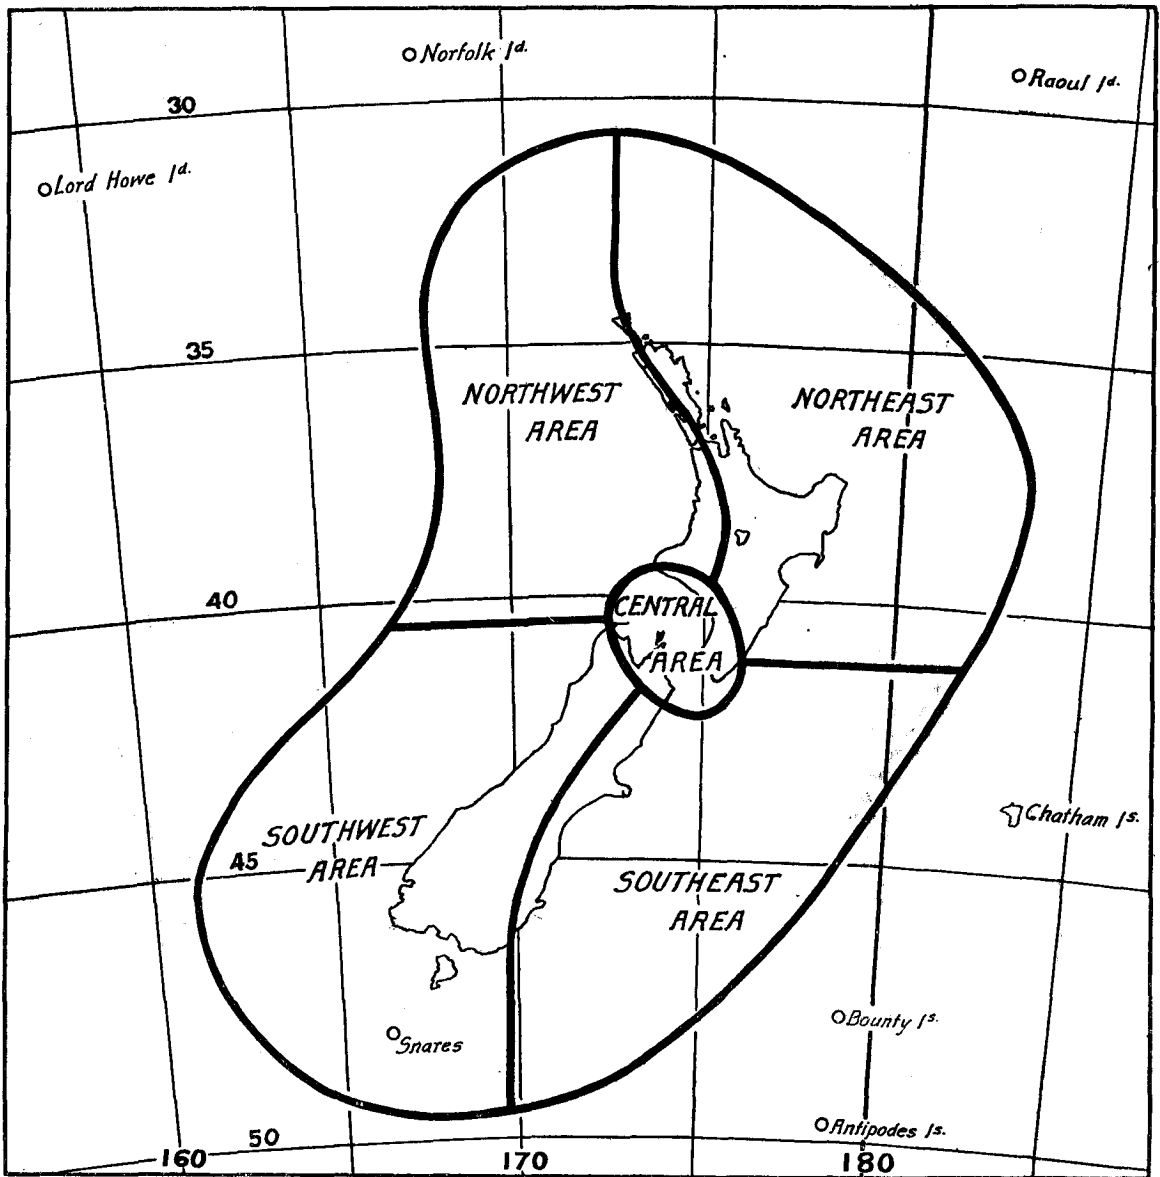 Norfolk Id.
Raoul Id.
30
Lord Howe Id.
35
NORTHWEST
AREA
NORTHEAST
AREA
40
CENTRAL
AREA
SOUTHWEST
AREA
45
SOUTHEAST
AREA
Chatham Is.
Bounty Is.
Snares
Antipodes Is.
50
160
170
180